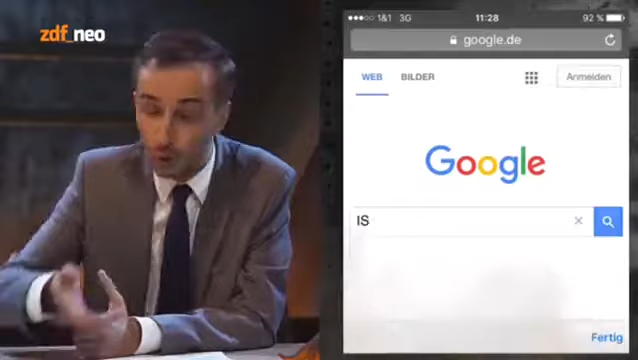 zdf_neo
1&1 3G 11:28 92 %
google.de
WEB BILDER Anmelden
Google
IS
Fertig